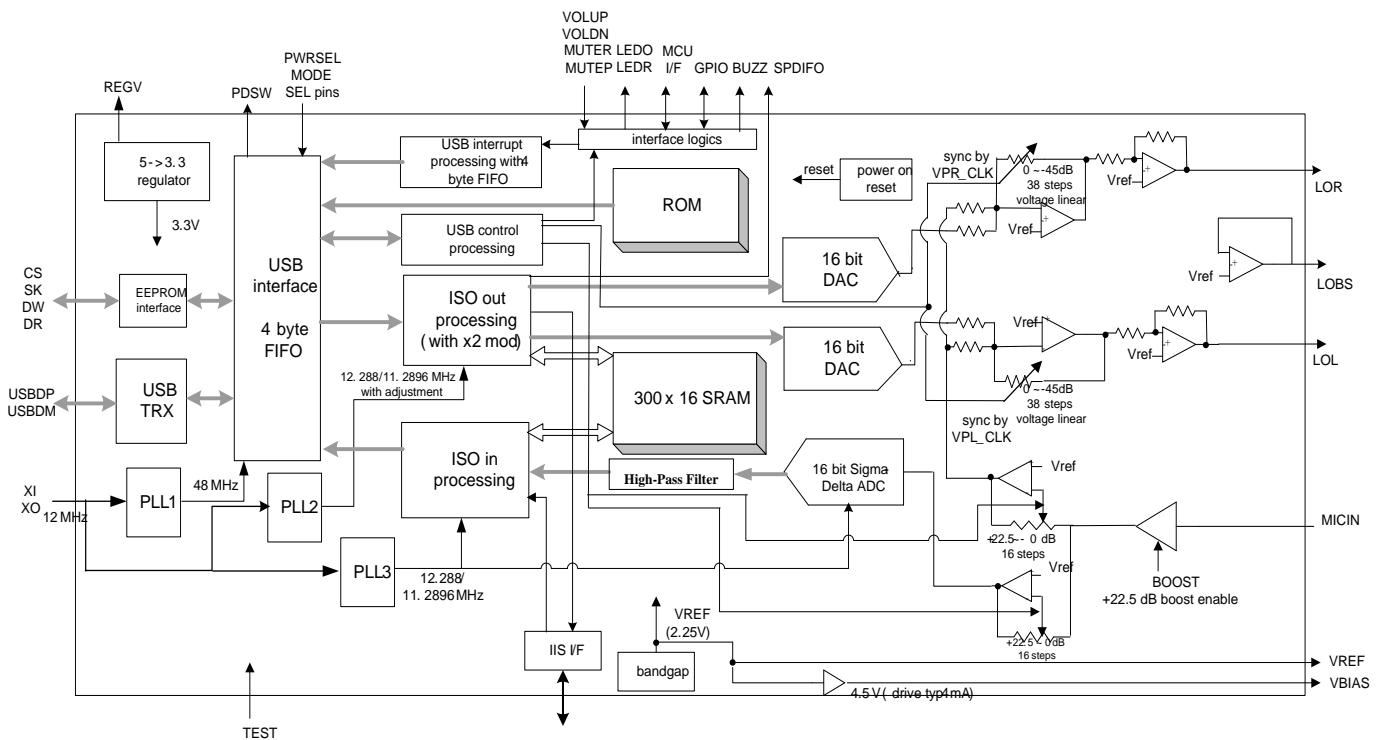 VOLUP
VOLDN
MUTER LEDO MCU
MUTEP LEDR I/F GPIO BUZZ SPDIFO
PWRSEL
MODE
SEL pins
REGV
PDSW
interface logics
USB interrupt
processing with 4
byte FIFO
5->3.3
regulator
3.3V
ROM
reset
power on
reset
sync by
VPR_CLK
0 ~-45dB
38 steps
voltage linear
Vref
-
+
Vref
-
+
LOR
USB control
processing
USB
interface
4 byte
FIFO
16 bit
DAC
Vref
-
+
LOBS
CS
SK
DW
DR
EEPROM
interface
ISO out
processing
(with x2 mod)
16 bit
DAC
Vref
-
+
Vref
-
+
LOL
0 ~-45dB
38 steps
voltage linear
sync by
VPL_CLK
12. 288/11. 2896 MHz
with adjustment
300 x 16 SRAM
USBDP
USBDM
USB
TRX
ISO in
processing
High-Pass Filter
16 bit Sigma
Delta ADC
Vref
XI
XO
12 MHz
PLL1
48 MHz
PLL2
+22.5~- 0 dB
16 steps
MICIN
BOOST
+22.5 dB boost enable
PLL3
12.288/
11. 2896MHz
Vref
+22.5~ 0dB
16 steps
VREF
(2.25V)
IIS I/F
bandgap
VREF
4.5 V ( drive typ4mA)
VBIAS
TEST